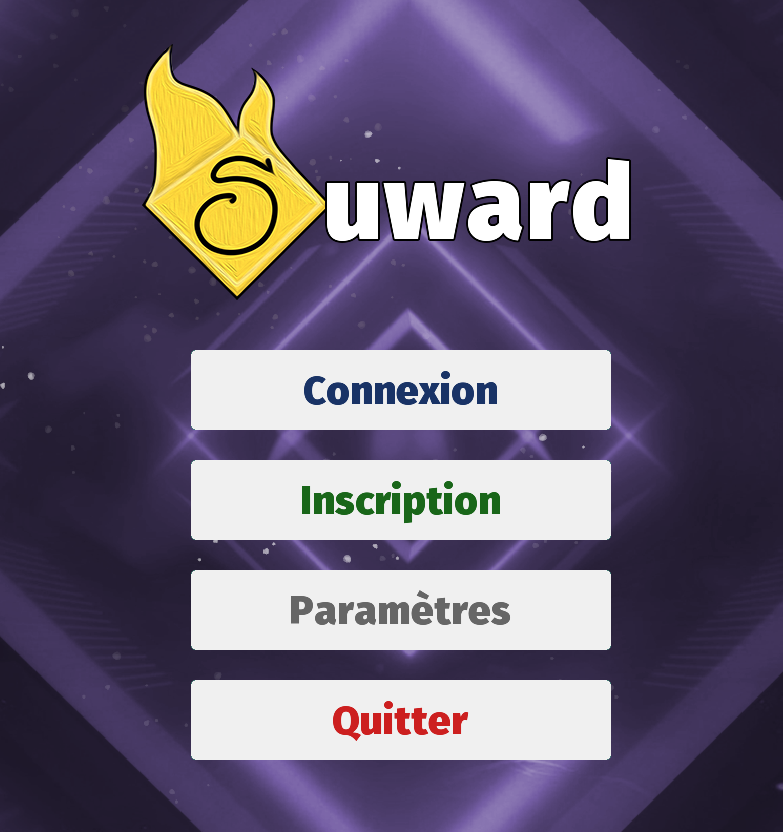 Suward
Connexion
Inscription
Paramètres
Quitter